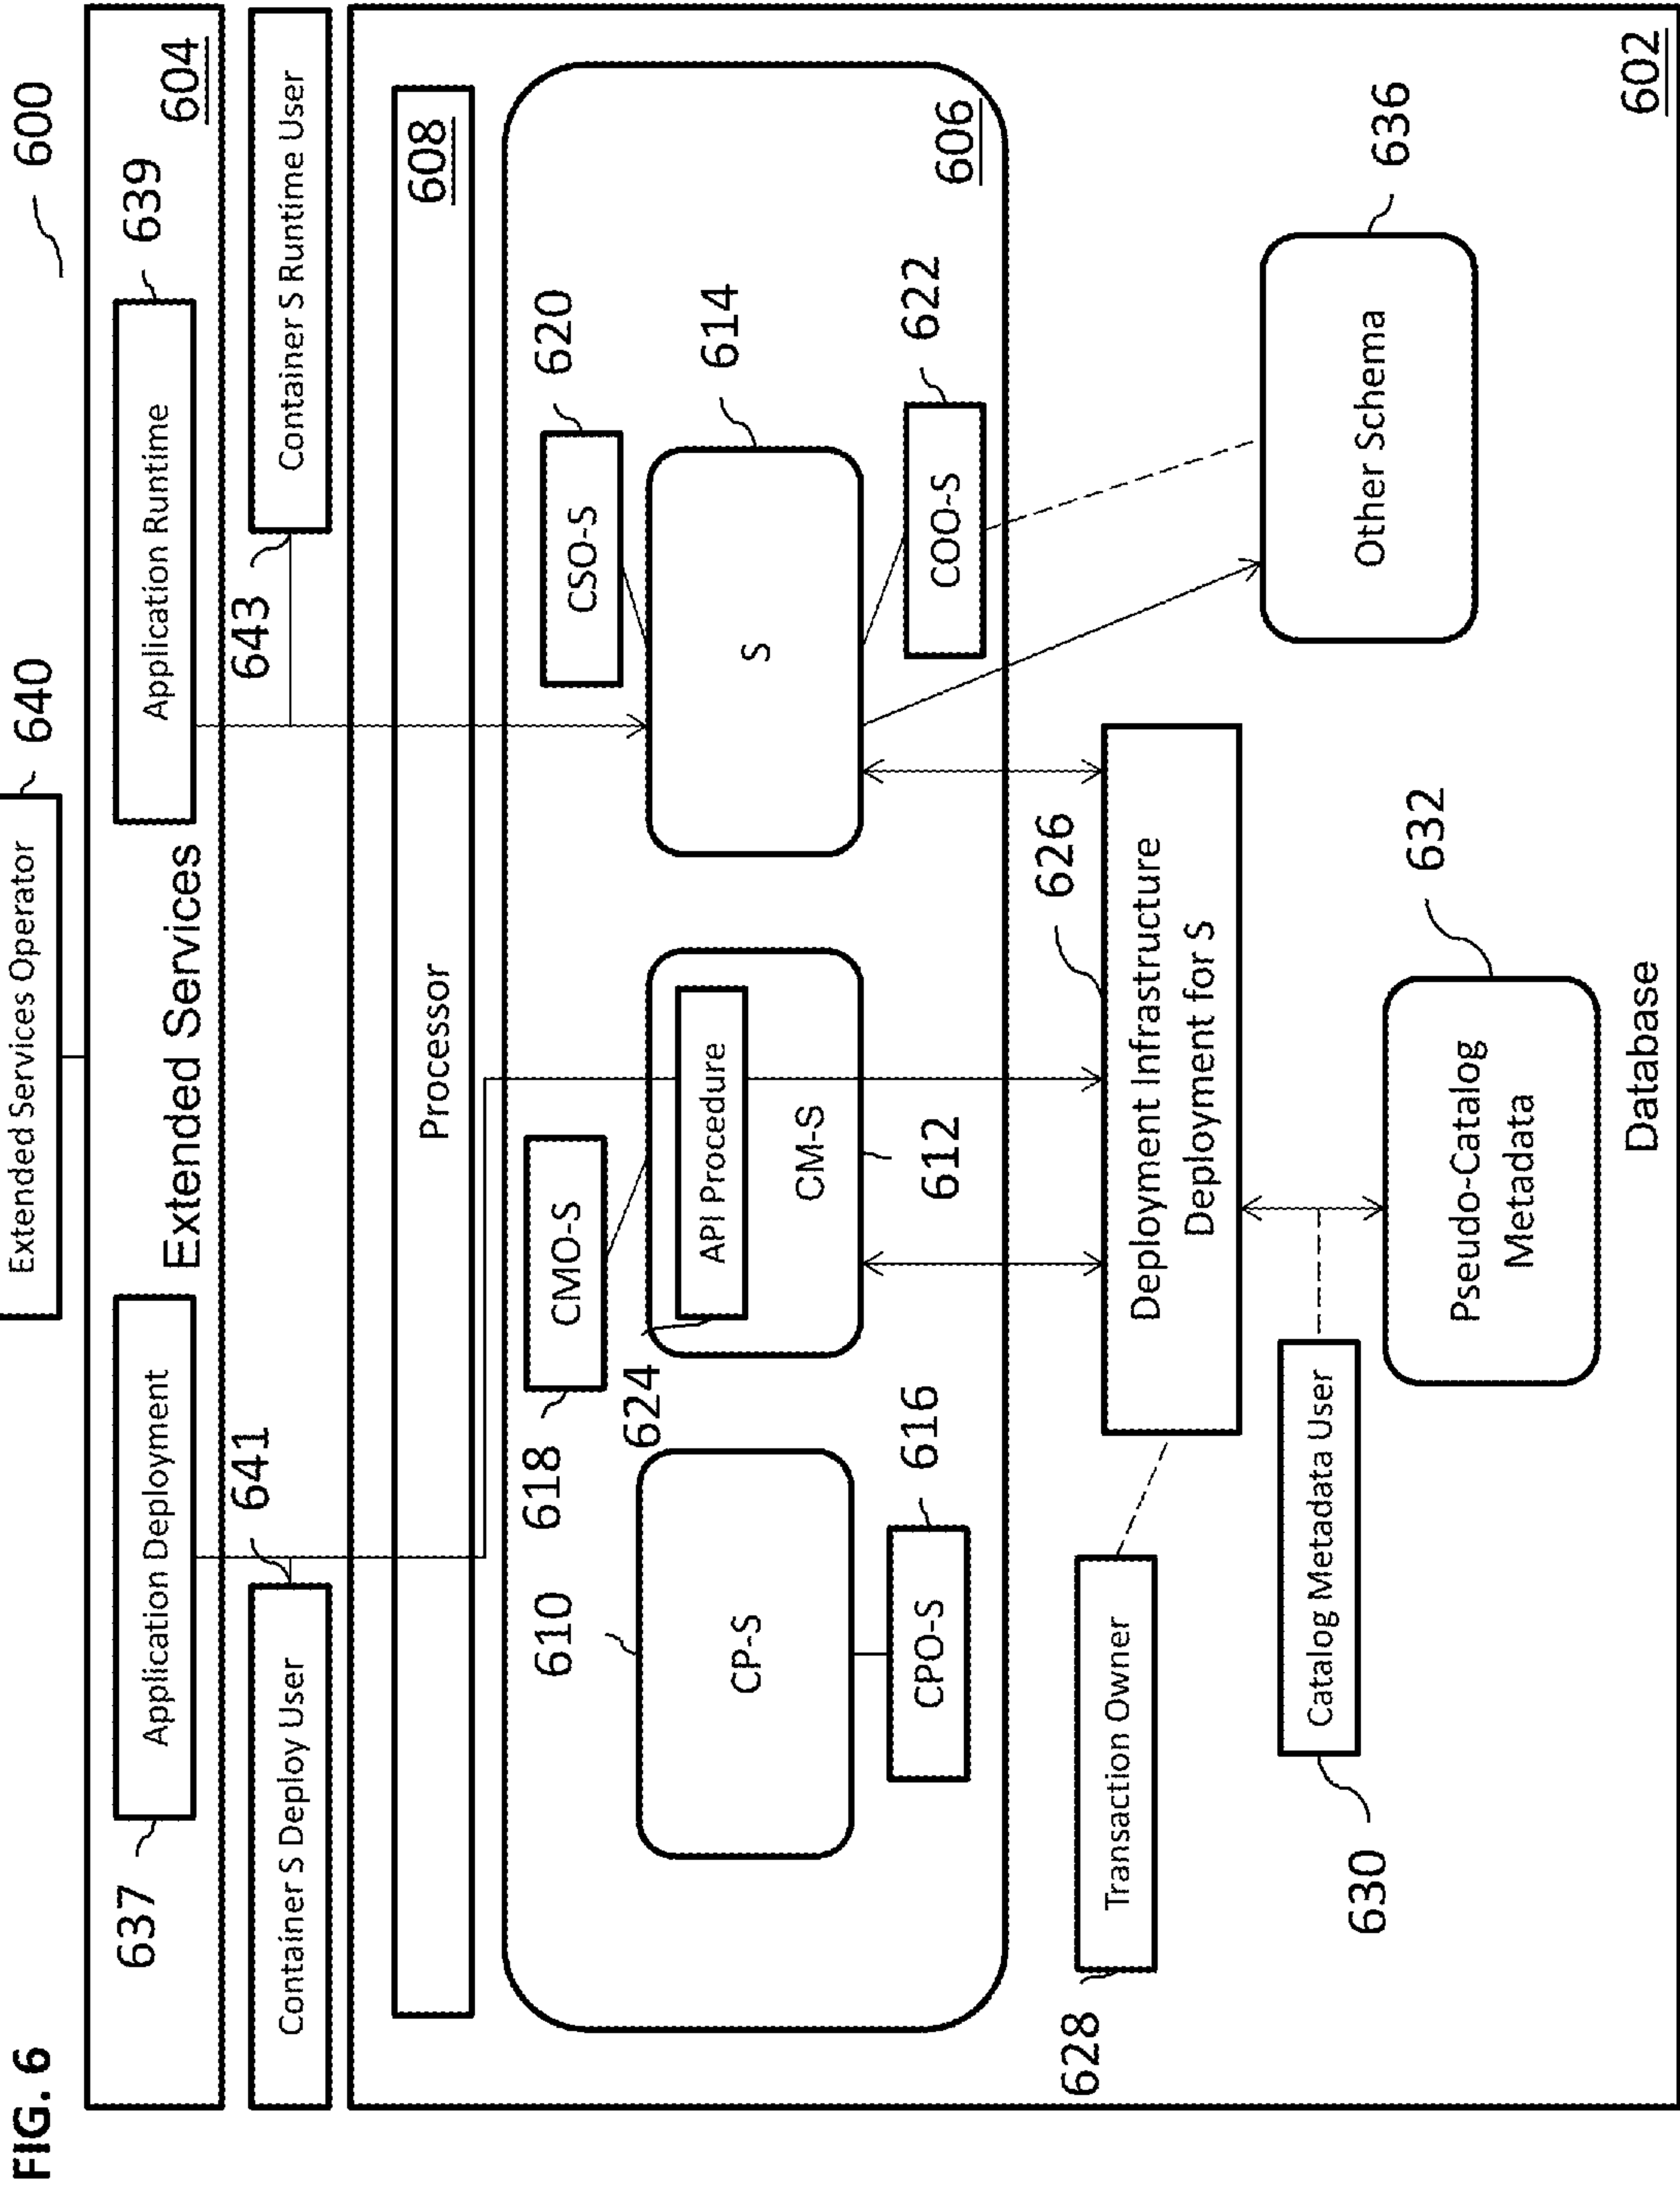 FIG. 6
600
Extended Services Operator
640
637
Application Deployment
Application Runtime
639
Extended Services
604
641
643
Container S Deploy User
Container S Runtime User
Processor
608
618
CMO-S
620
CSO-S
610
624
614
CP-S
API Procedure
CM-S
S
616
CPO-S
612
622
COO-S
606
628
Transaction Owner
626
Deployment Infrastructure
Deployment for S
630
Catalog Metadata User
632
Pseudo-Catalog
Metadata
636
Other Schema
Database
602